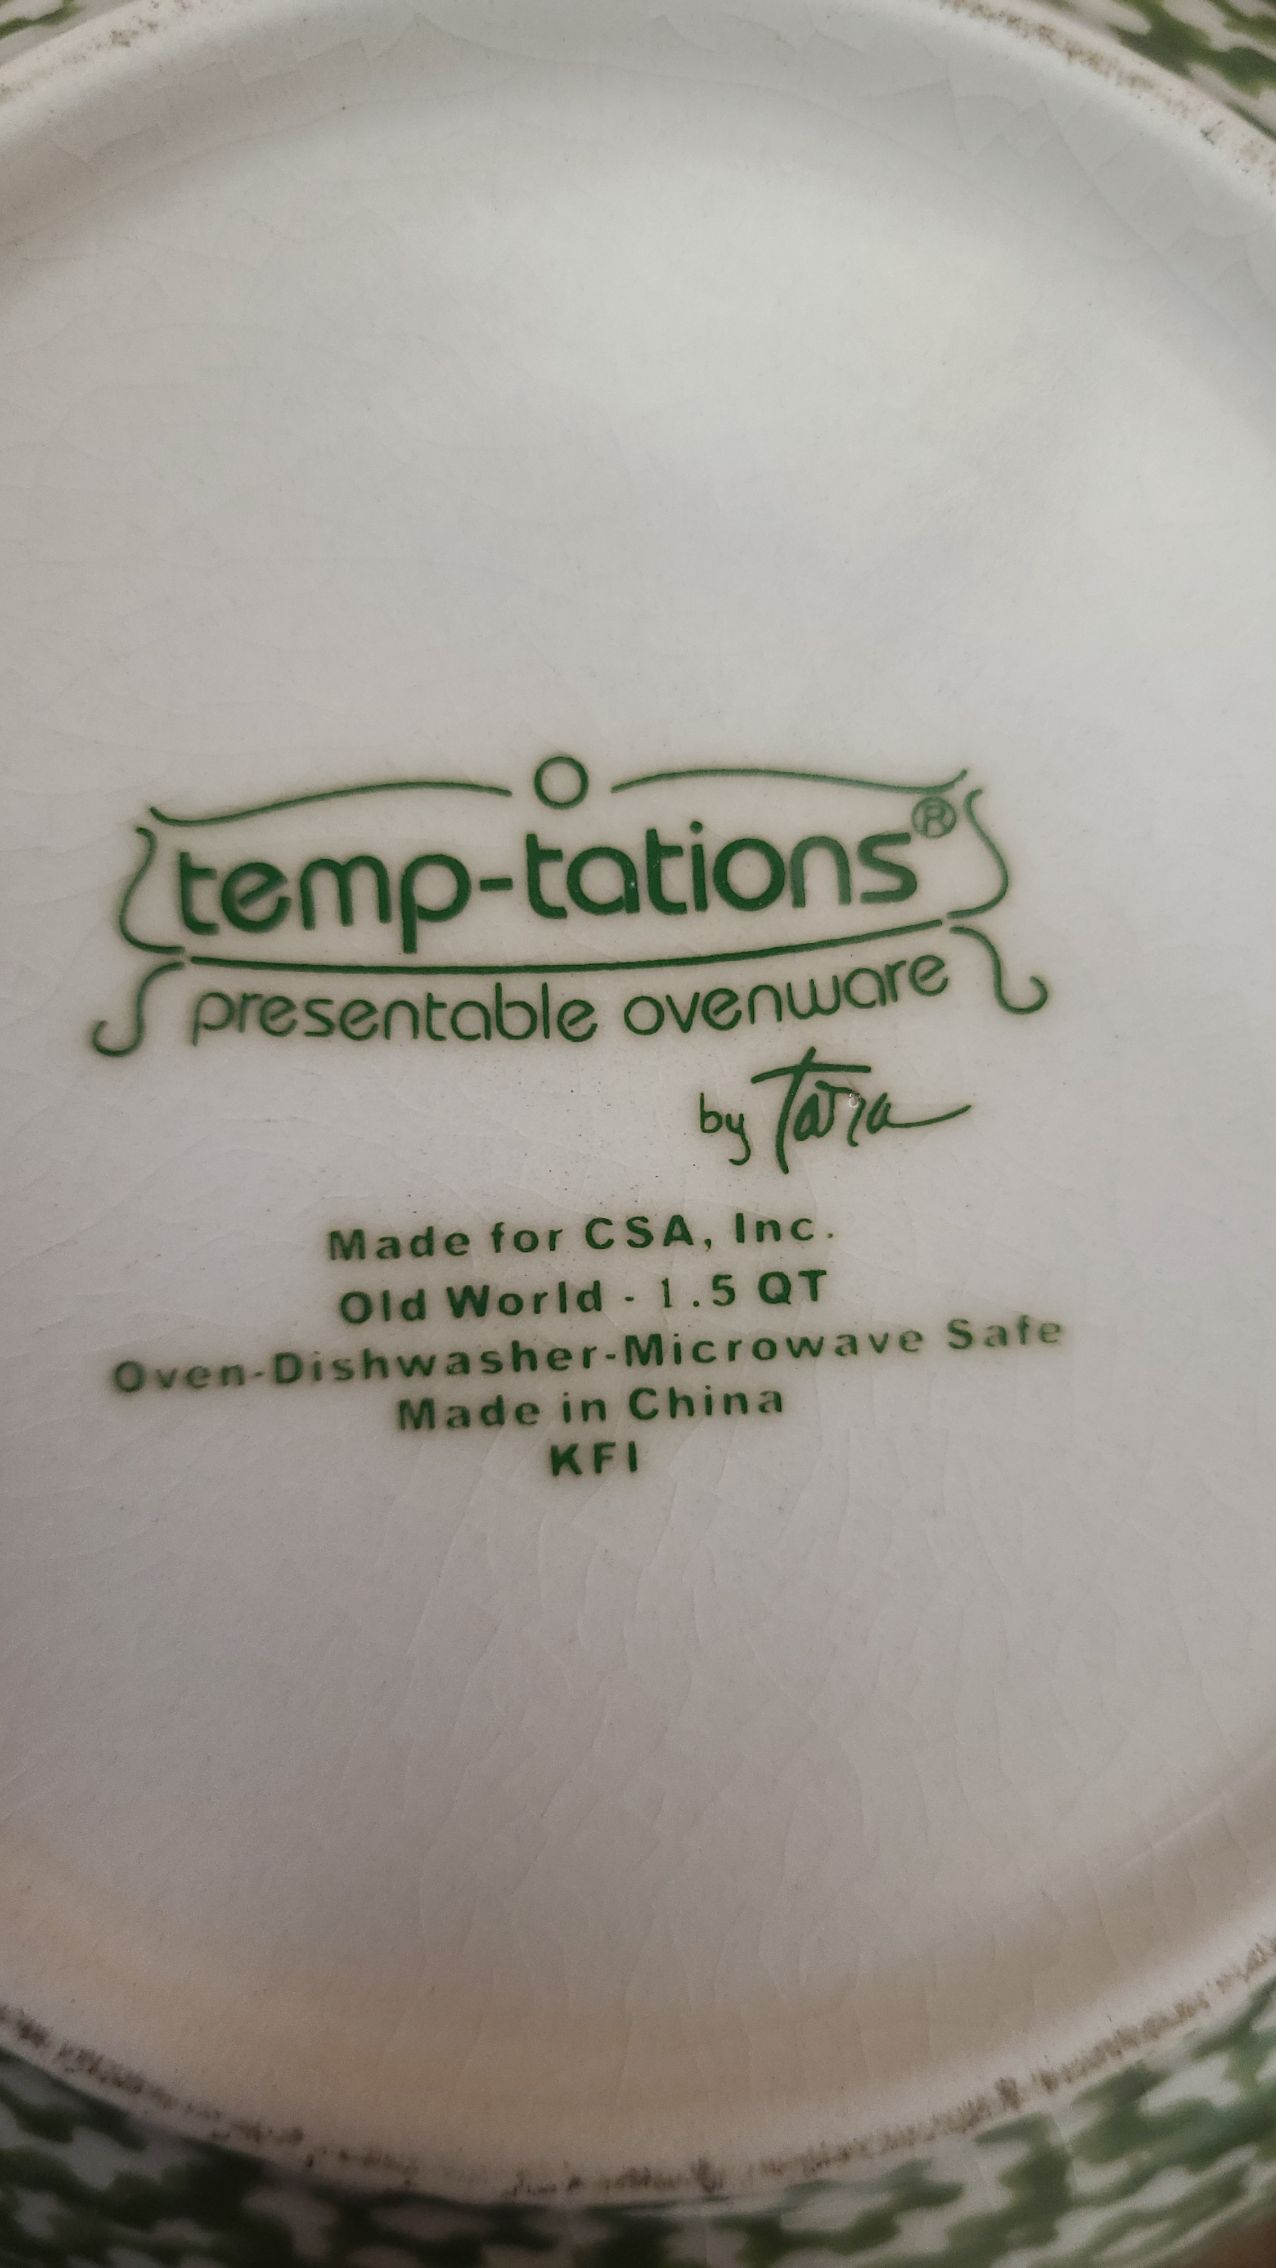 temp-tations®
presentable ovenware
by Tara
Made for CSA, Inc.
Old World - 1.5 QT
Oven-Dishwasher-Microwave Safe
Made in China
KFI